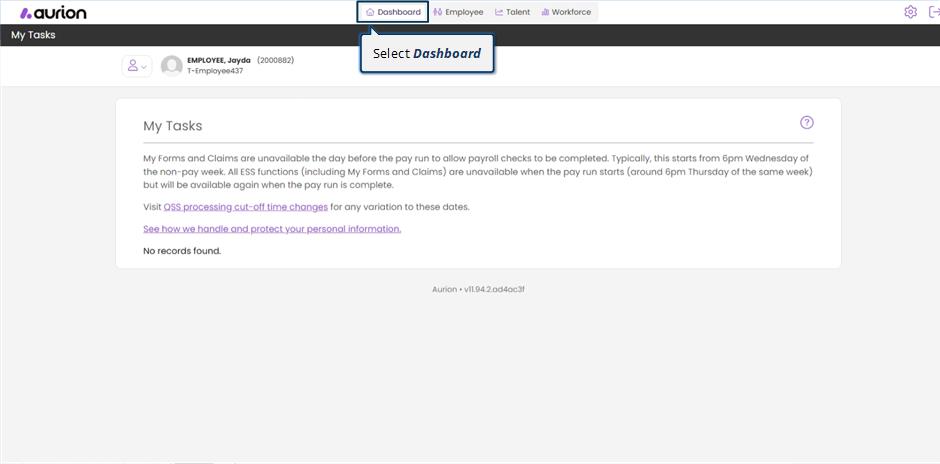 aurion
Dashboard Employee Talent Workforce
My Tasks
Select Dashboard
EMPLOYEE, Jayda (2000882)
T-Employee437
My Tasks
?
My Forms and Claims are unavailable the day before the pay run to allow payroll checks to be completed. Typically, this starts from 6pm Wednesday of
the non-pay week. All ESS functions (including My Forms and Claims) are unavailable when the pay run starts (around 6pm Thursday of the same week)
but will be available again when the pay run is complete.
Visit QSS processing cut-off time changes for any variation to these dates.
See how we handle and protect your personal information.
No records found.
Aurion • v11.94.2.ad4ac3f